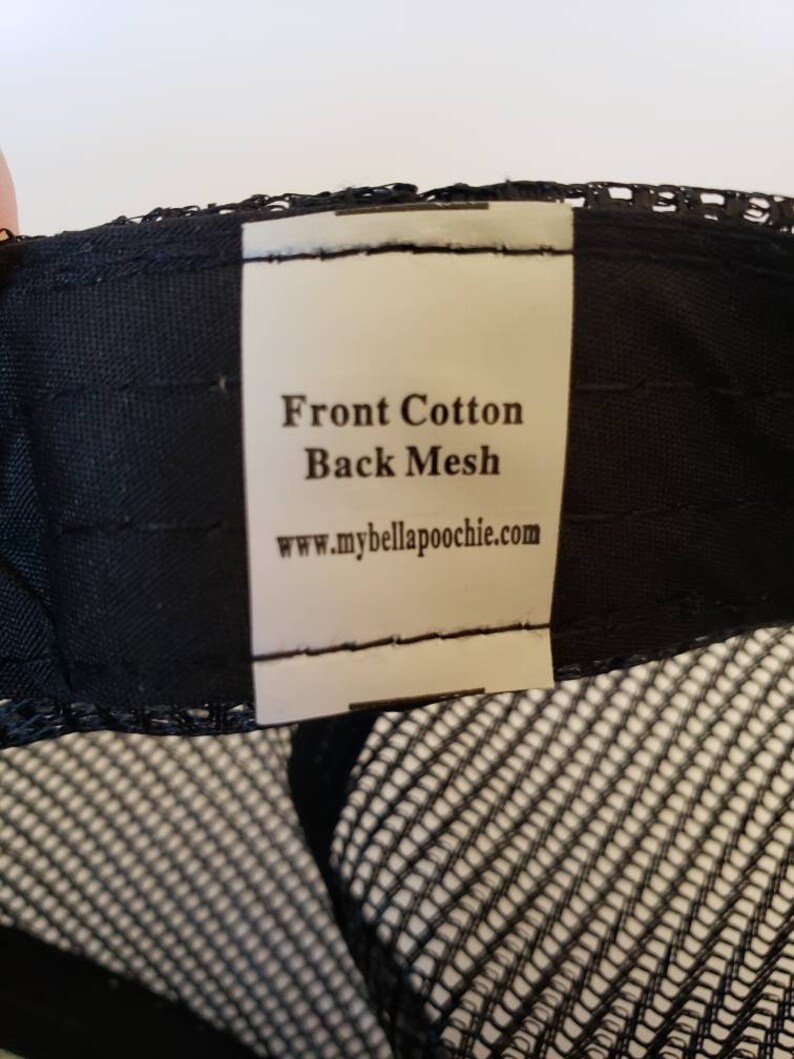 Front Cotton
Back Mesh
www.mybellapoochie.com